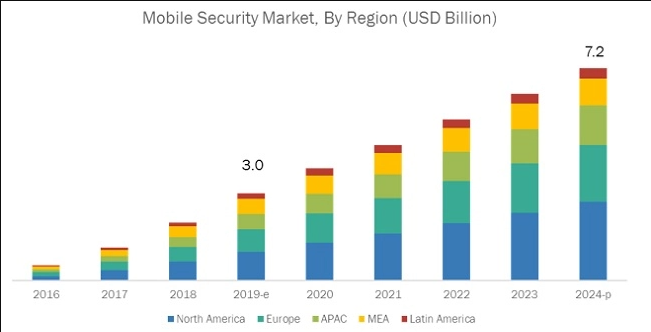 Mobile Security Market, By Region (USD Billion)
7.2
3.0
2016 2017 2018 2019-e 2020 2021 2022 2023 2024-p
North America Europe APAC MEA Latin America